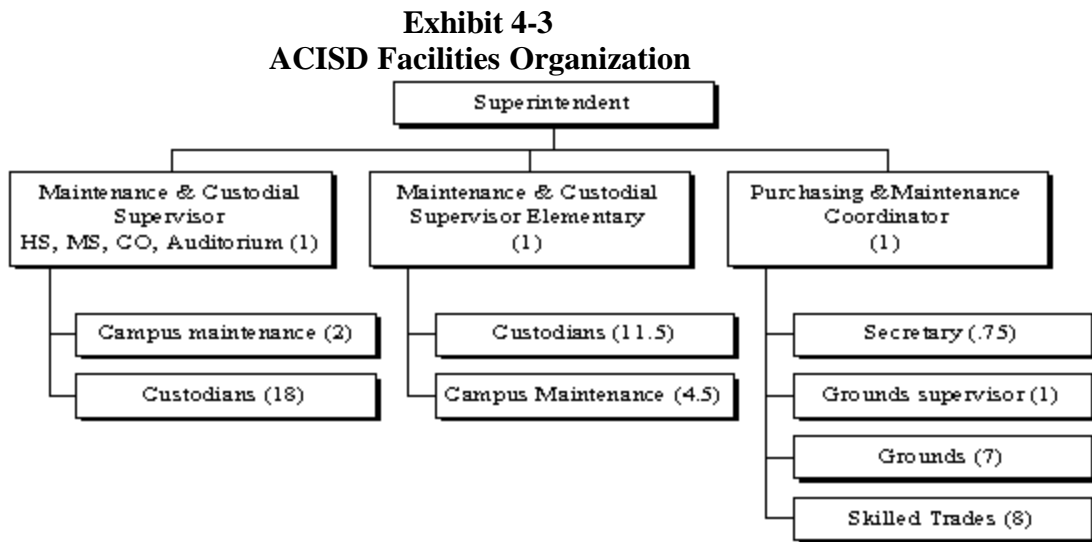 Exhibit 4-3
ACISD Facilities Organization
Superintendent
Maintenance & Custodial
Supervisor
HS, MS, CO, Auditorium (1)
Maintenance & Custodial
Supervisor Elementary
(1)
Purchasing &Maintenance
Coordinator
(1)
Campus maintenance (2)
Custodians (18)
Custodians (11.5)
Campus Maintenance (4.5)
Secretary (.75)
Grounds supervisor (1)
Grounds (7)
Skilled Trades (8)